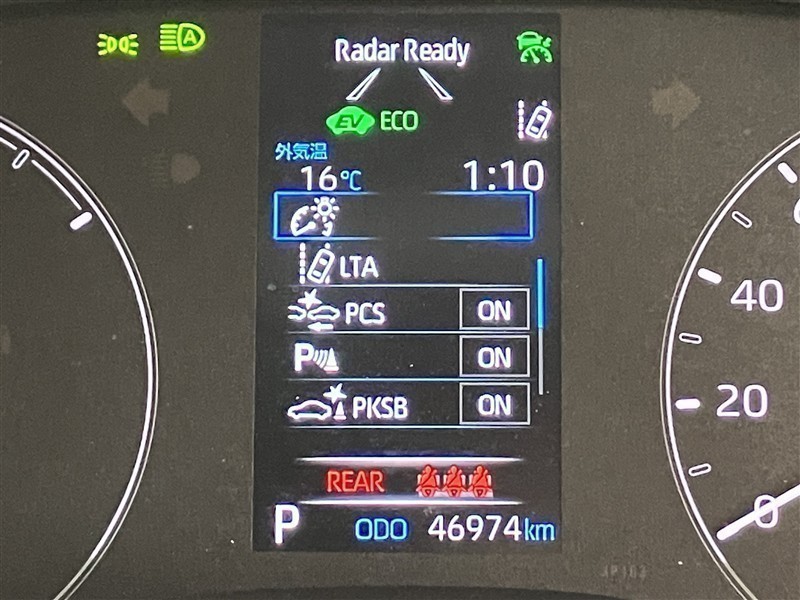 A
Radar Ready
EV ECO
外気温
16℃ 1:10
LTA
PCS ON
P ON
PKSB ON
40
20
0
REAR
P ODO 46974km